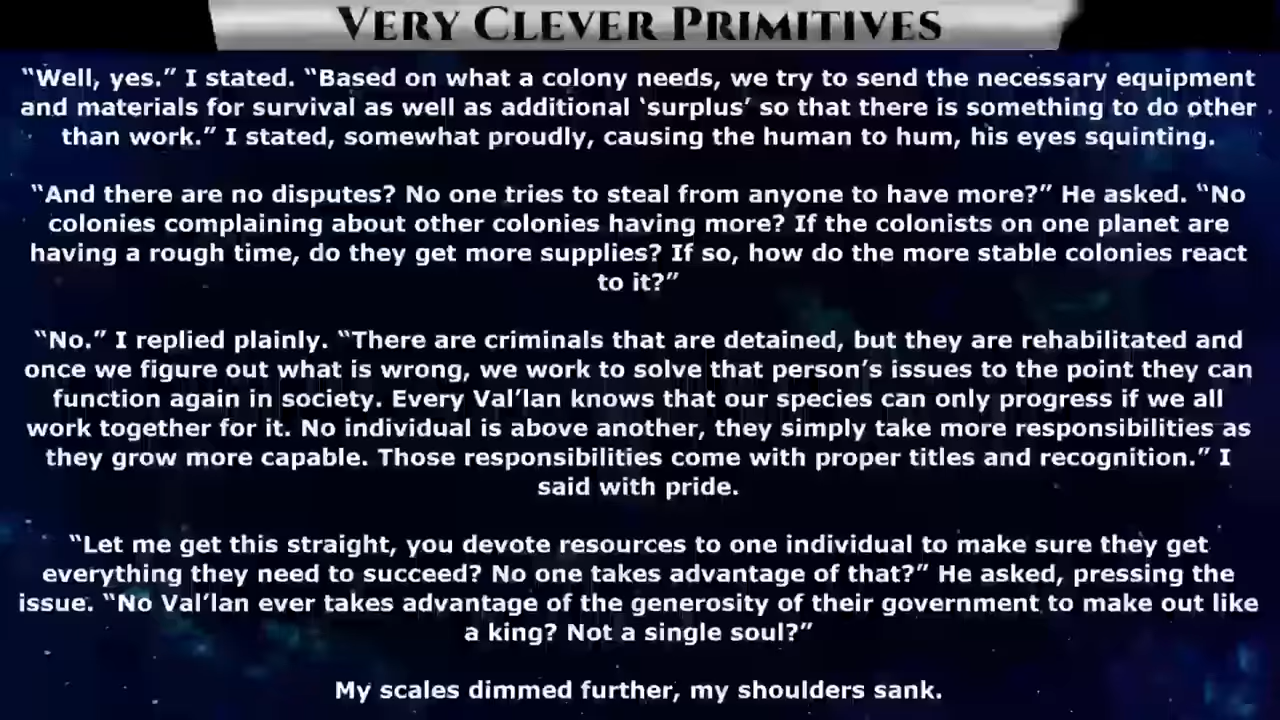 VERY CLEVER PRIMITIVES
“Well, yes.” I stated. “Based on what a colony needs, we try to send the necessary equipment
and materials for survival as well as additional ‘surplus’ so that there is something to do other
than work.” I stated, somewhat proudly, causing the human to hum, his eyes squinting.
“And there are no disputes? No one tries to steal from anyone to have more?” He asked. “No
colonies complaining about other colonies having more? If the colonists on one planet are
having a rough time, do they get more supplies? If so, how do the more stable colonies react
to it?”
“No.” I replied plainly. “There are criminals that are detained, but they are rehabilitated and
once we figure out what is wrong, we work to solve that person’s issues to the point they can
function again in society. Every Val’lan knows that our species can only progress if we all
work together for it. No individual is above another, they simply take more responsibilities as
they grow more capable. Those responsibilities come with proper titles and recognition.” I
said with pride.
“Let me get this straight, you devote resources to one individual to make sure they get
everything they need to succeed? No one takes advantage of that?” He asked, pressing the
issue. “No Val’lan ever takes advantage of the generosity of their government to make out like
a king? Not a single soul?”
My scales dimmed further, my shoulders sank.